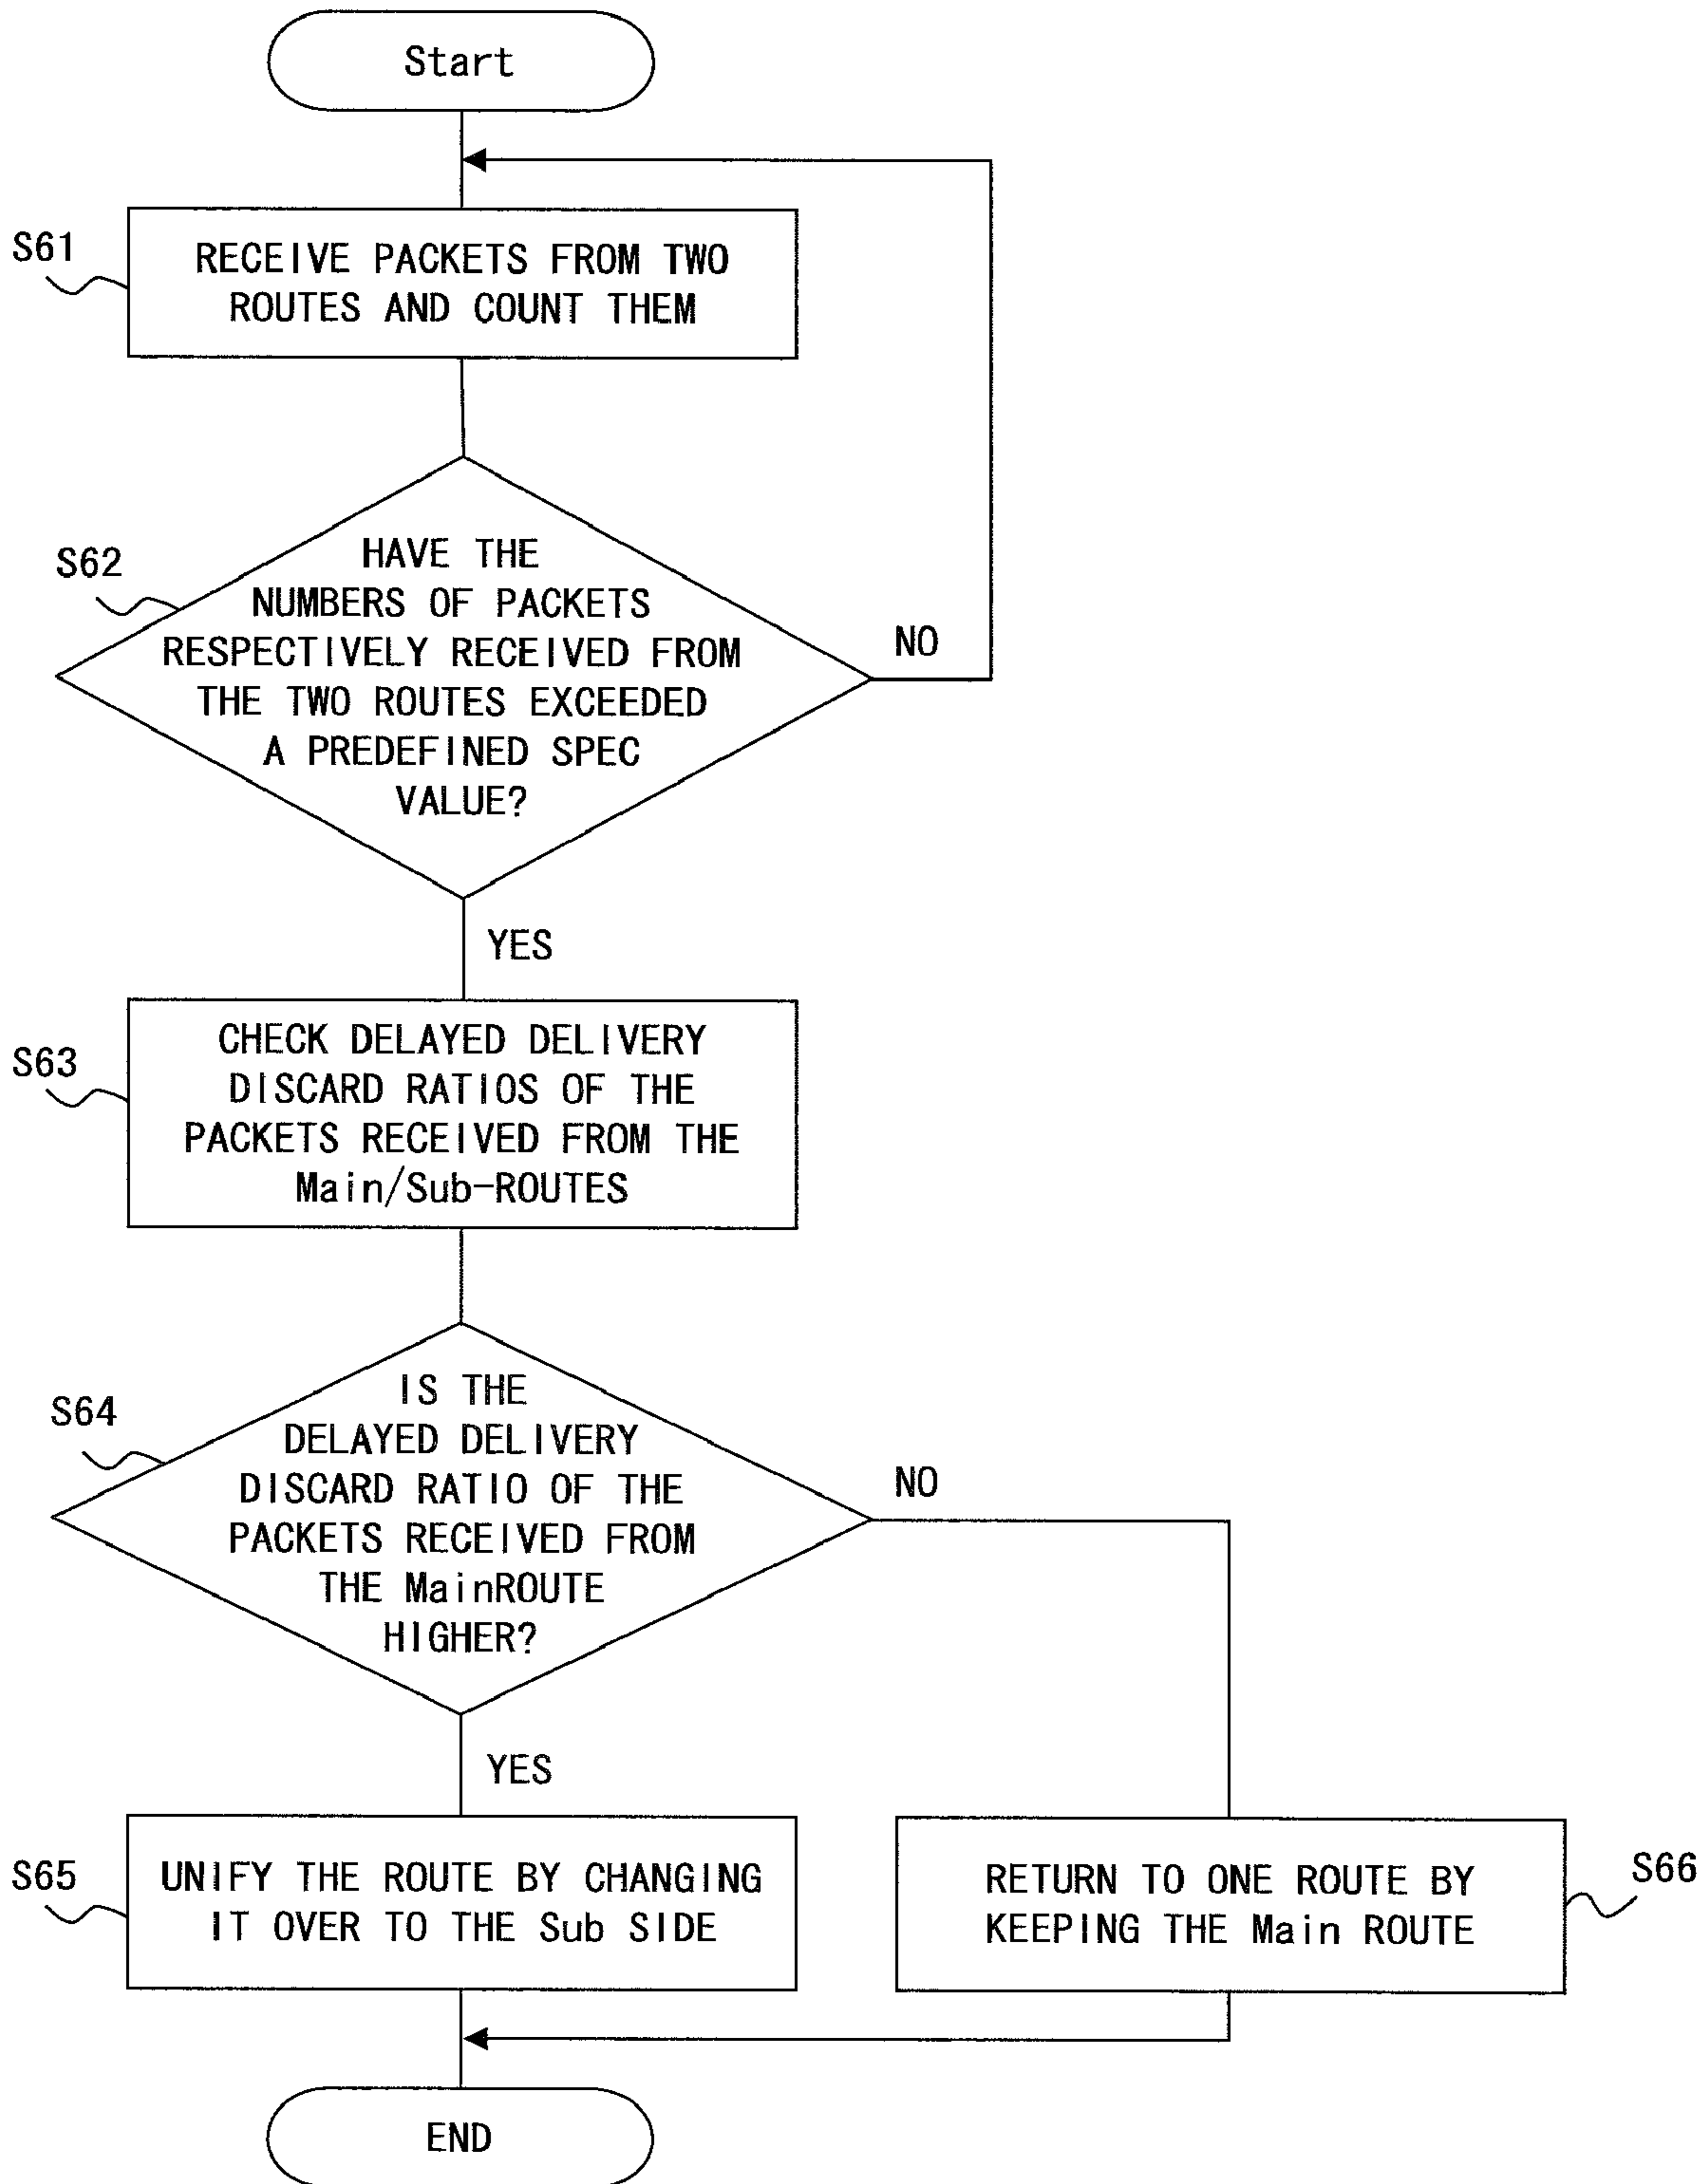 Start
S61
RECEIVE PACKETS FROM TWO
ROUTES AND COUNT THEM
S62
HAVE THE
NUMBERS OF PACKETS
RESPECTIVELY RECEIVED FROM
THE TWO ROUTES EXCEEDED
A PREDEFINED SPEC
VALUE?
NO
YES
S63
CHECK DELAYED DELIVERY
DISCARD RATIOS OF THE
PACKETS RECEIVED FROM THE
Main/Sub-ROUTES
S64
IS THE
DELAYED DELIVERY
DISCARD RATIO OF THE
PACKETS RECEIVED FROM
THE MainROUTE
HIGHER?
NO
YES
S65
UNIFY THE ROUTE BY CHANGING
IT OVER TO THE Sub SIDE
RETURN TO ONE ROUTE BY
KEEPING THE Main ROUTE
S66
END